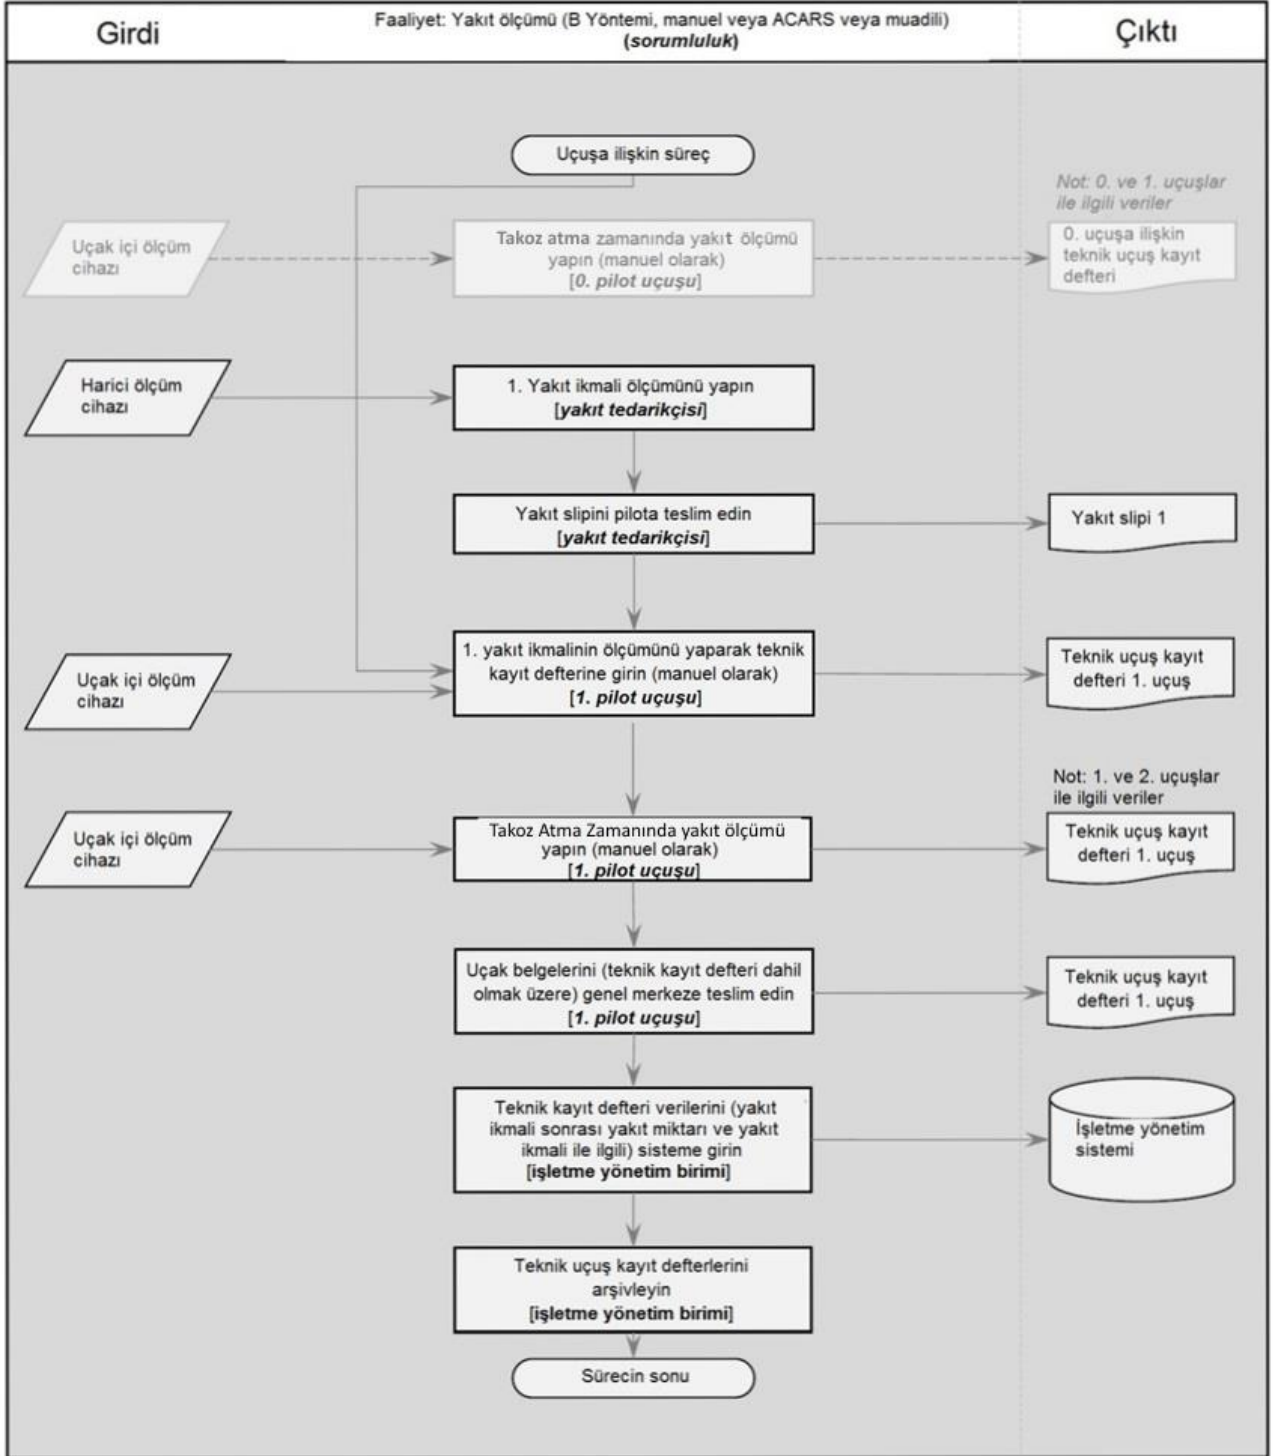 Girdi
Faaliyet: Yakıt ölçümü (B Yöntemi, manuel veya ACARS veya muadili)
(sorumluluk)
Çıktı
Uçuşa ilişkin süreç
Not: 0. ve 1. uçuşlar
ile ilgili veriler
Uçak içi ölçüm
cihazı
Takoz atma zamanında yakıt ölçümü
yapın (manuel olarak)
[0. pilot uçuşu]
0. uçuşa ilişkin
teknik uçuş kayıt
defteri
Harici ölçüm
cihazı
1. Yakıt ikmali ölçümünü yapın
[yakıt tedarikçisi]
Yakıt slipini pilota teslim edin
[yakıt tedarikçisi]
Yakıt slipi 1
Uçak içi ölçüm
cihazı
1. yakıt ikmalinin ölçümünü yaparak teknik
kayıt defterine girin (manuel olarak)
[1. pilot uçuşu]
Teknik uçuş kayıt
defteri 1. uçuş
Not: 1. ve 2. uçuşlar
ile ilgili veriler
Uçak içi ölçüm
cihazı
Takoz Atma Zamanında yakıt ölçümü
yapın (manuel olarak)
[1. pilot uçuşu]
Teknik uçuş kayıt
defteri 1. uçuş
Uçak belgelerini (teknik kayıt defteri dahil
olmak üzere) genel merkeze teslim edin
[1. pilot uçuşu]
Teknik uçuş kayıt
defteri 1. uçuş
Teknik kayıt defteri verilerini (yakıt
ikmali sonrası yakıt miktarı ve yakıt
ikmali ile ilgili) sisteme girin
[işletme yönetim birimi]
İşletme yönetim
sistemi
Teknik uçuş kayıt defterlerini
arşivleyin
[işletme yönetim birimi]
Sürecin sonu